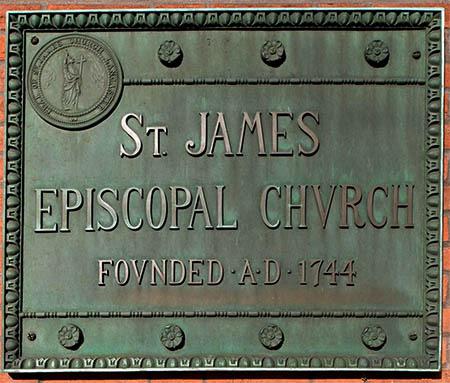 ST. JAMES
EPISCOPAL CHVRCH
FOVNDED · A · D · 1744